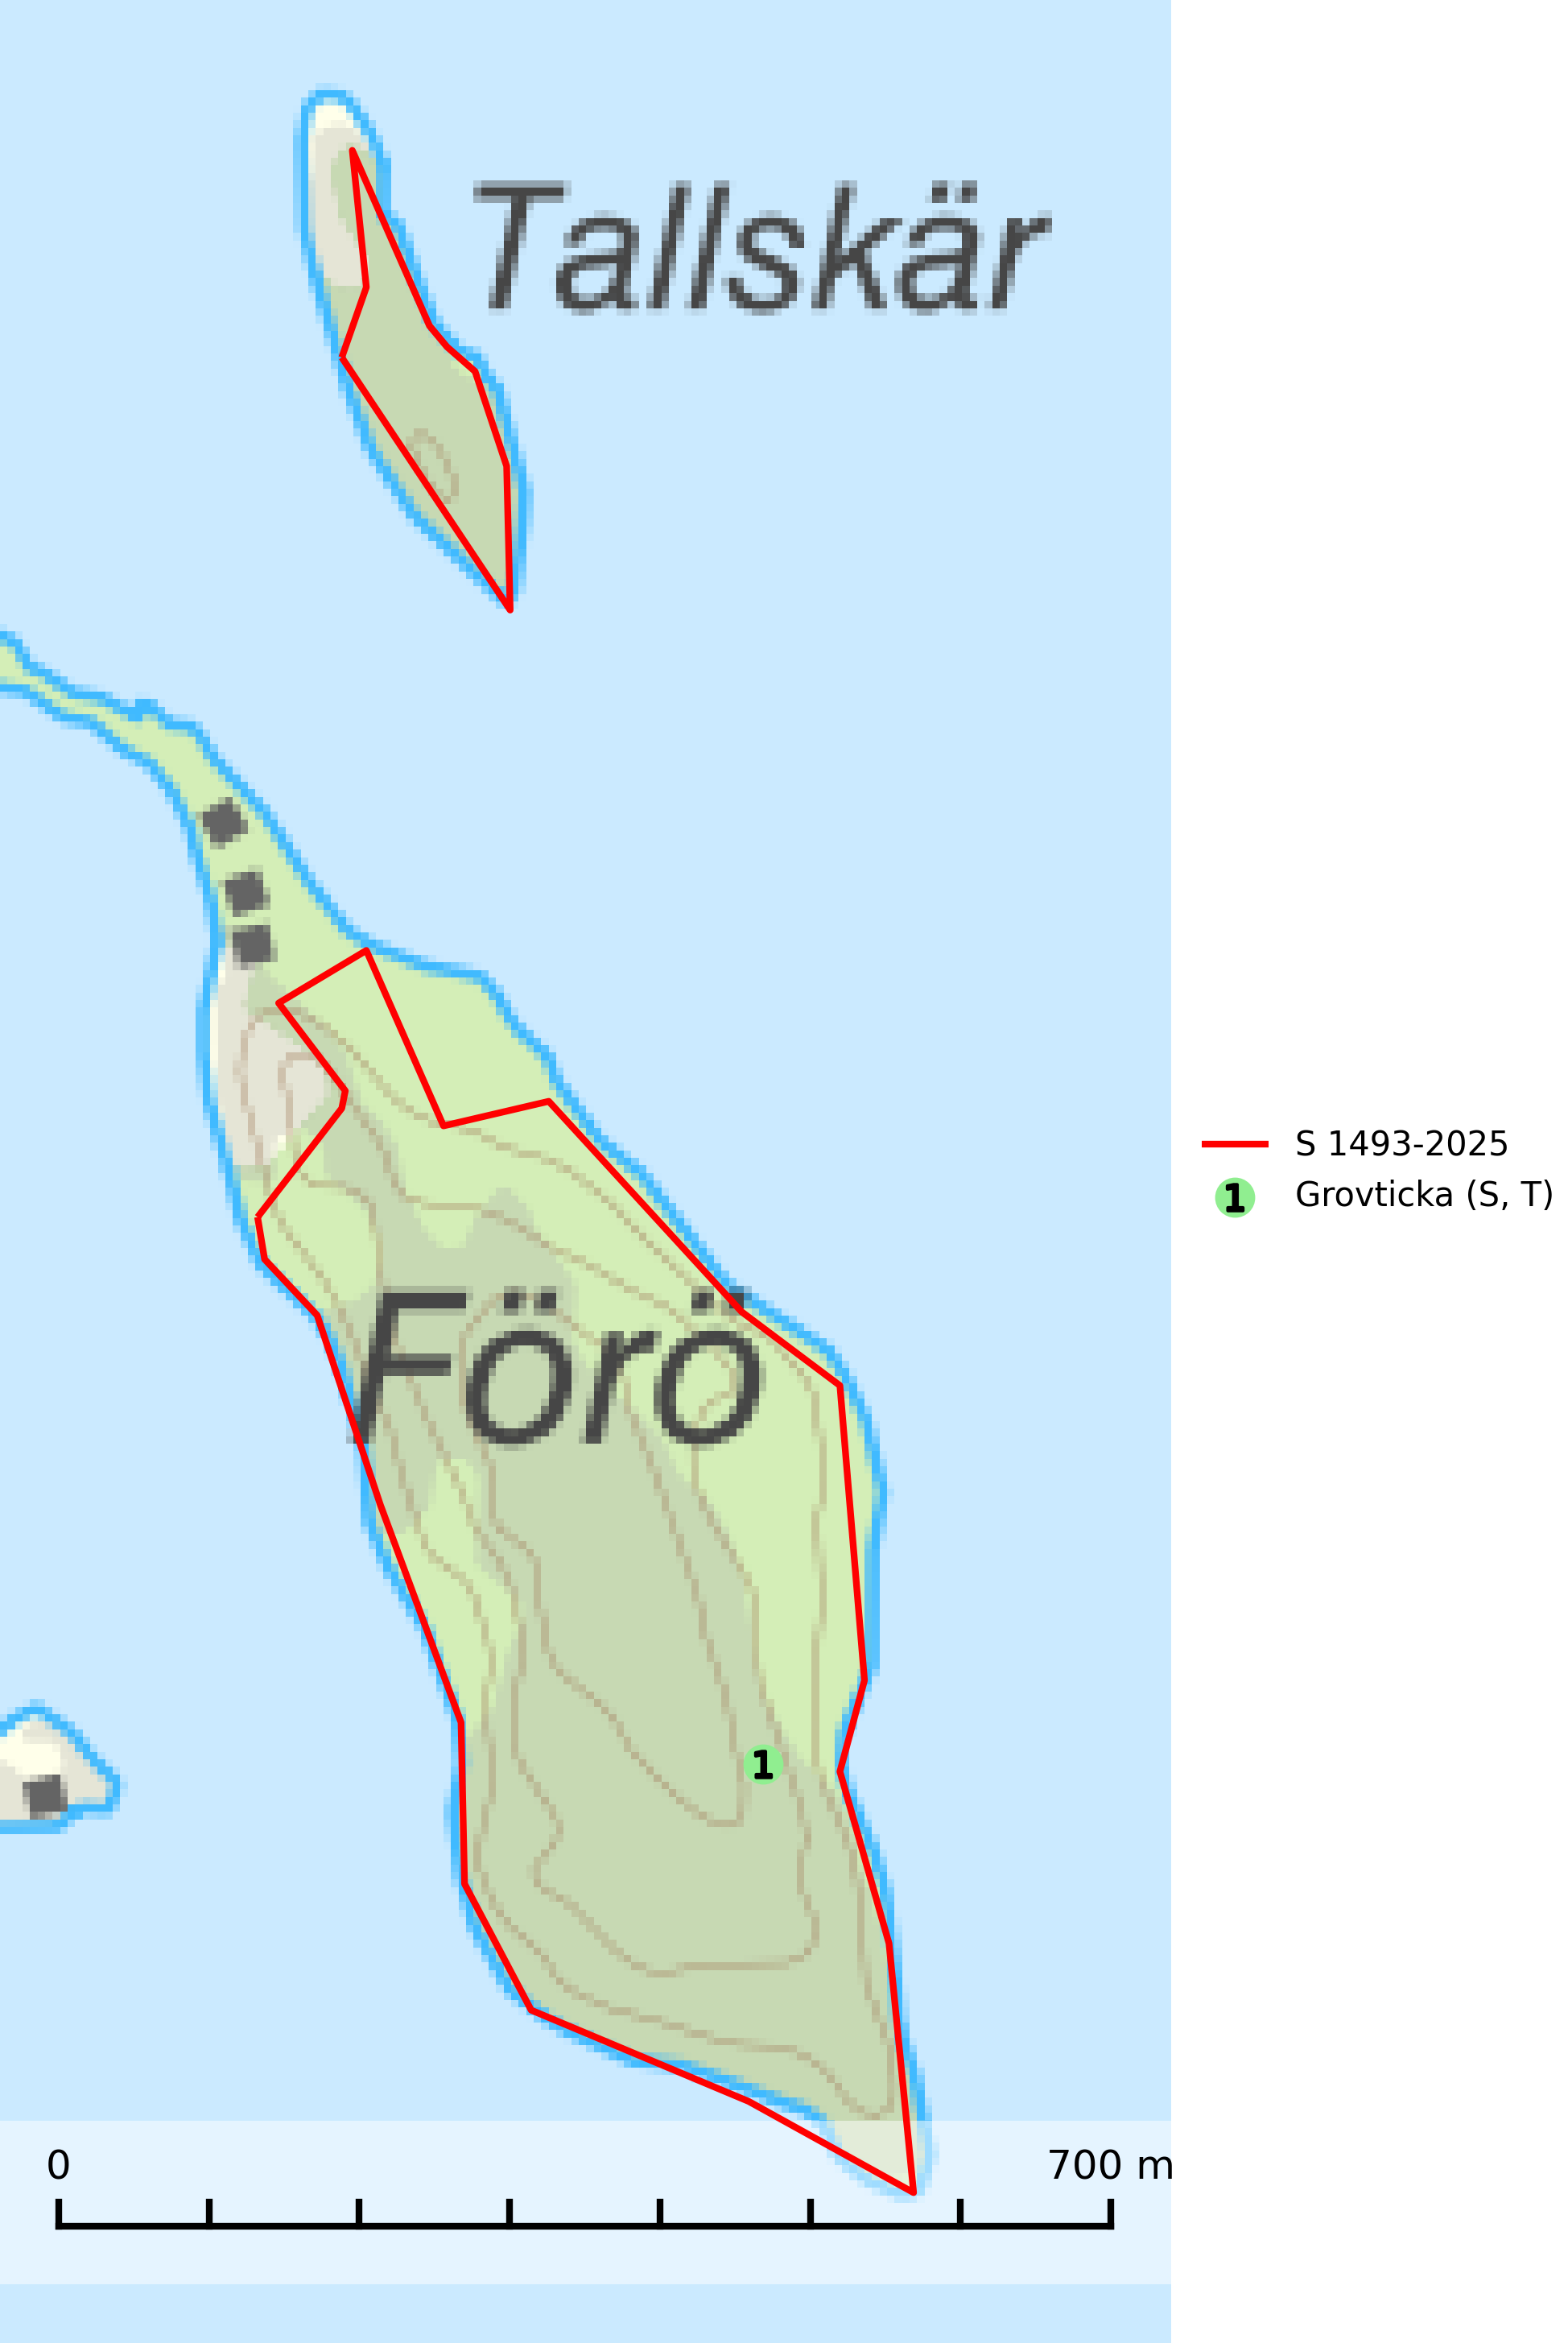 Tallskär
Förö
S 1493-2025
1 Grovticka (S, T)
1
0 700 m